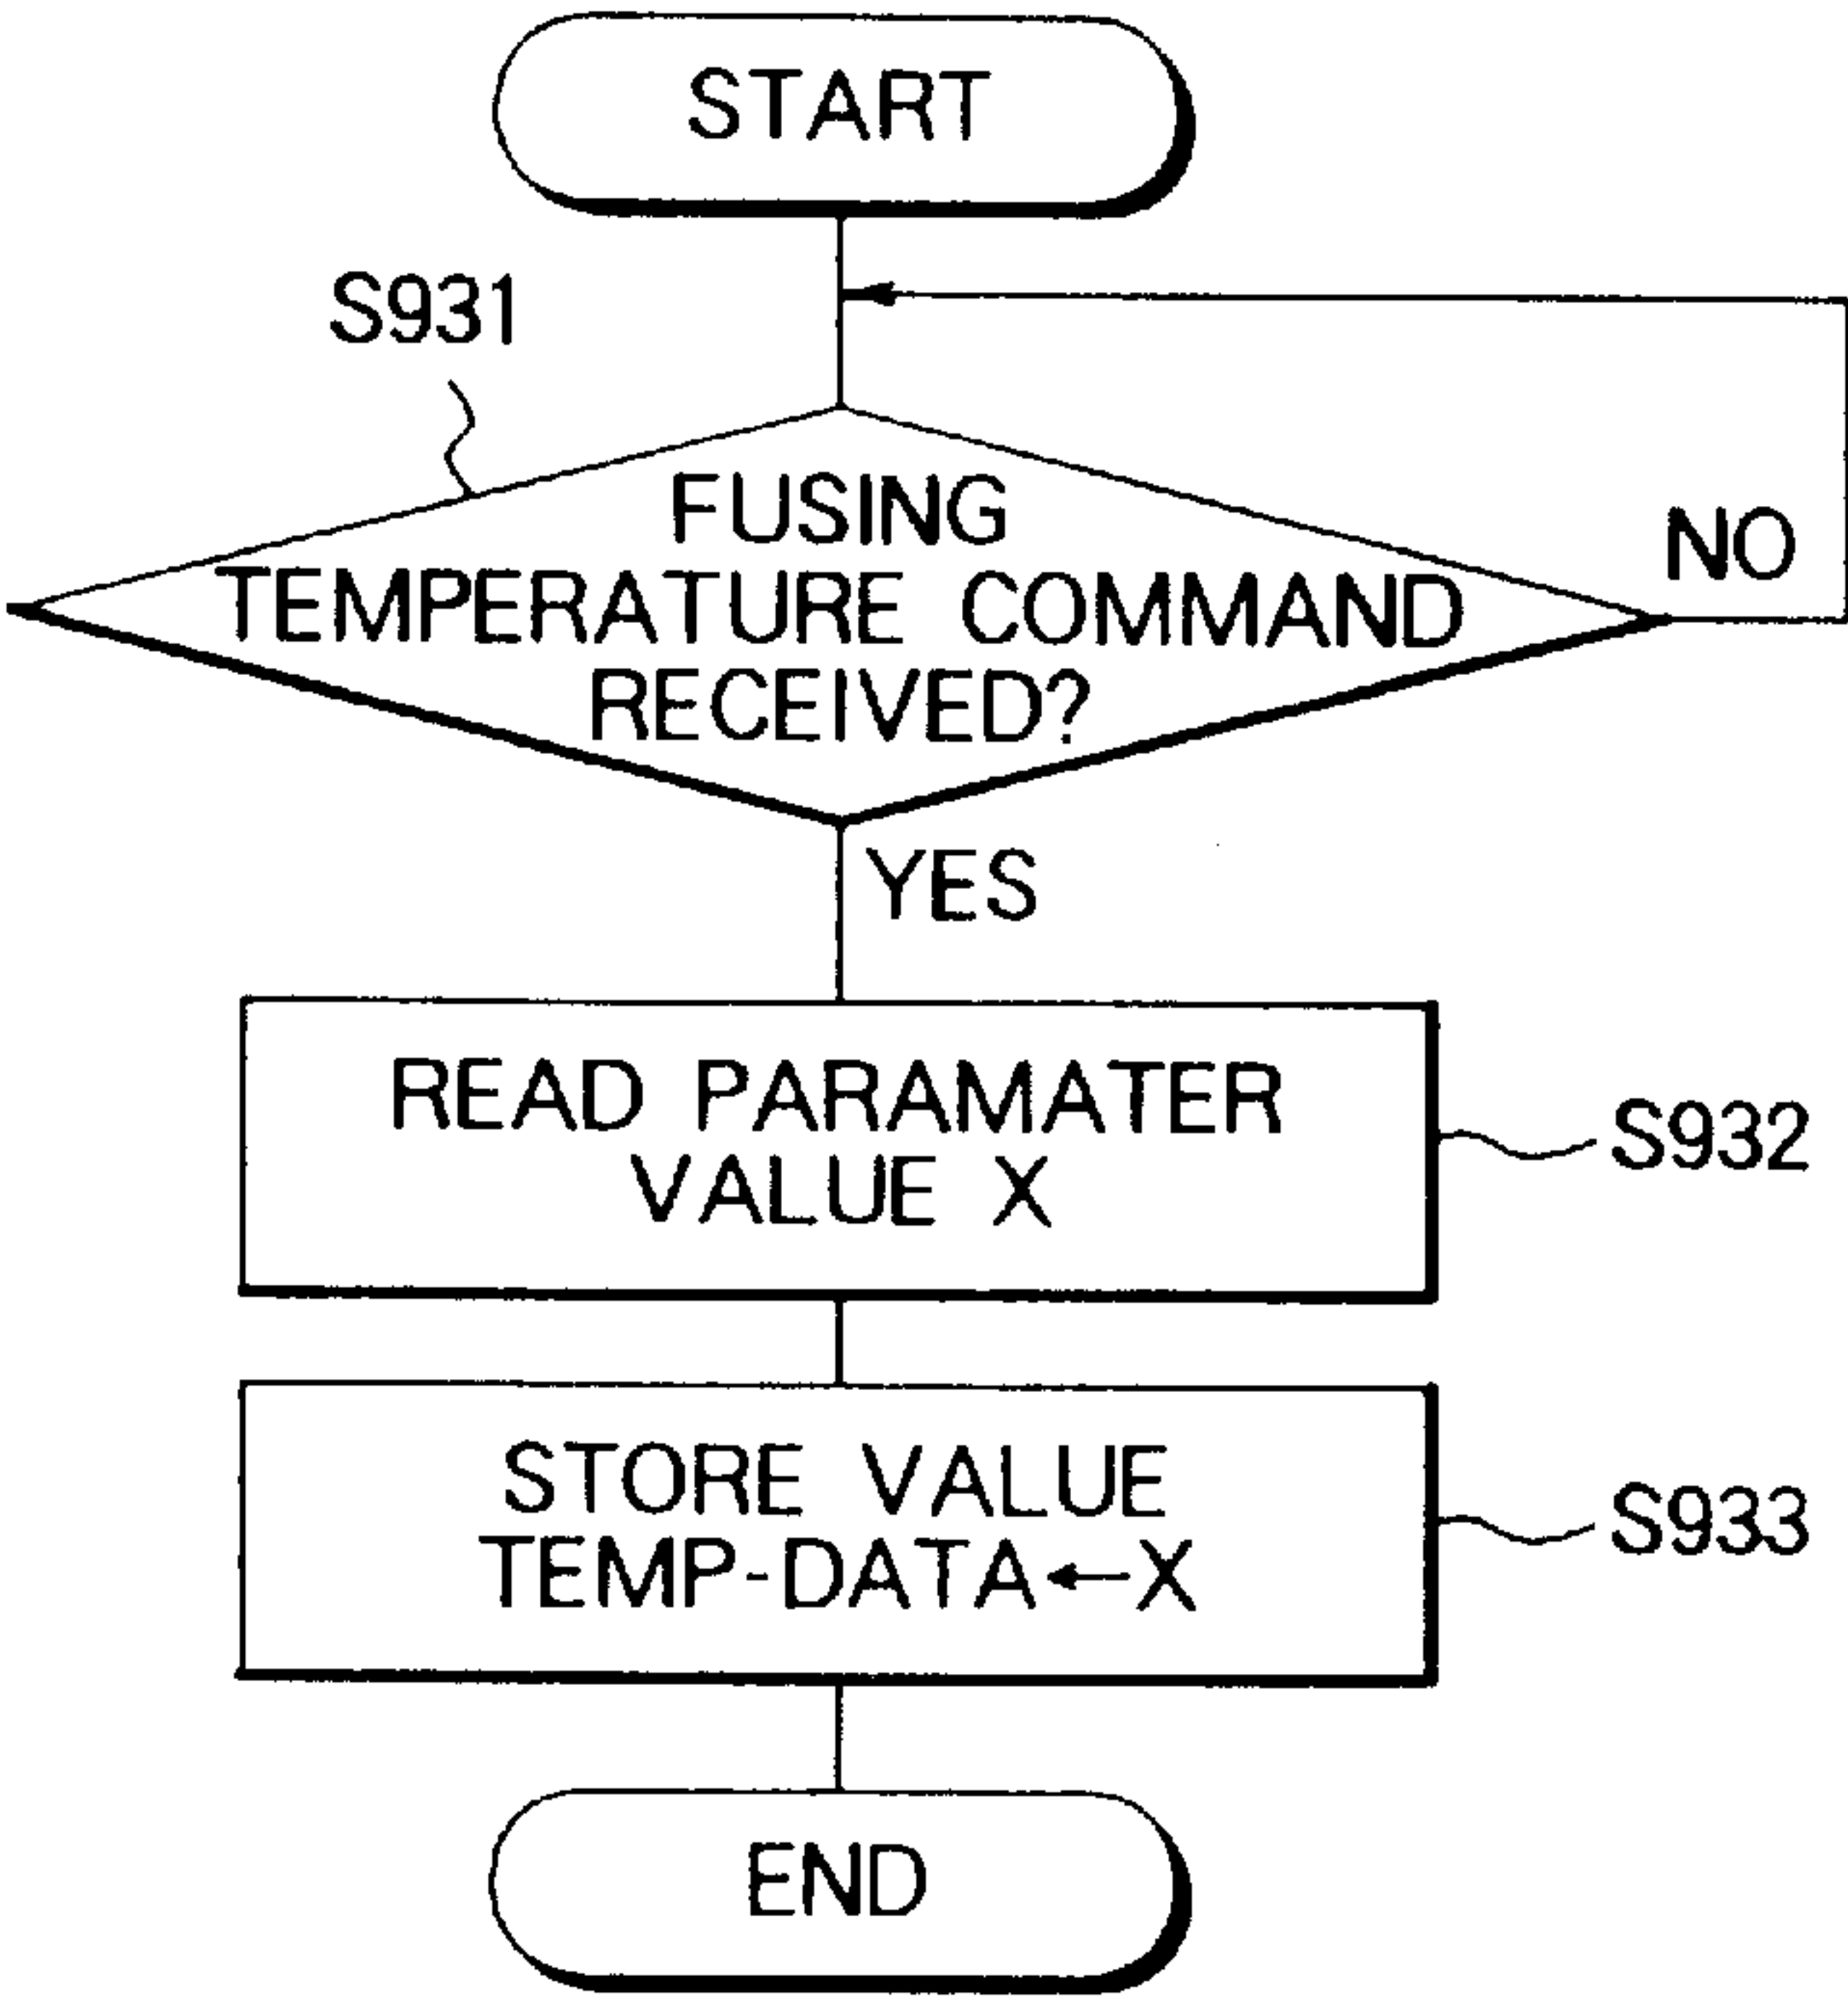 START
S931
FUSING
TEMPERATURE COMMAND
RECEIVED?
NO
YES
READ PARAMATER
VALUE X
S932
STORE VALUE
TEMP-DATA←X
S933
END